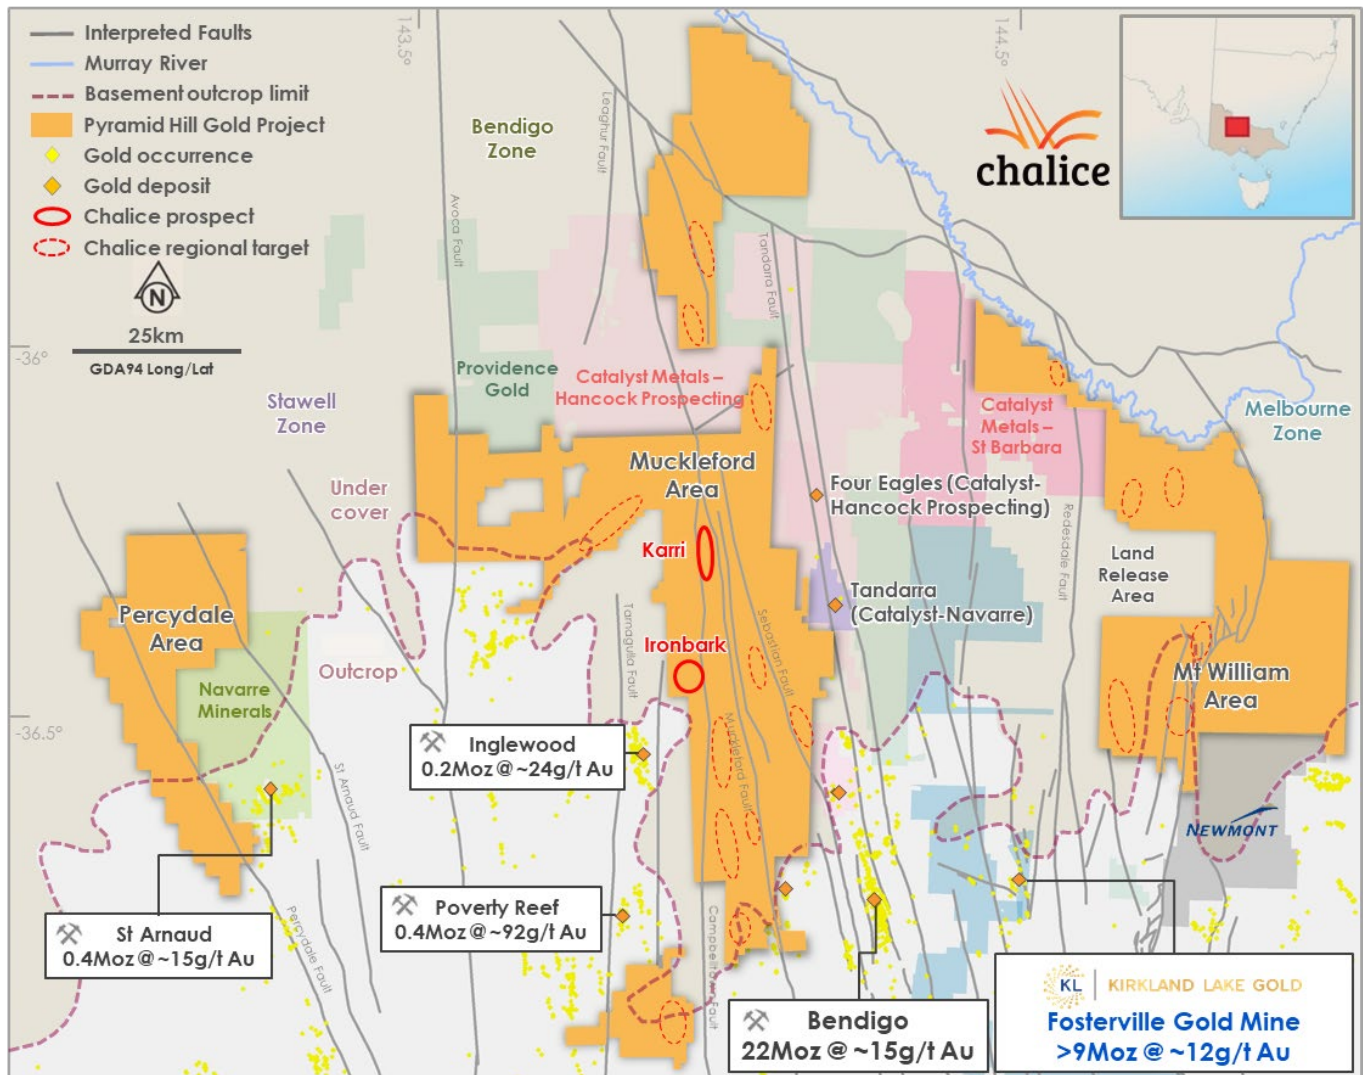 Interpreted Faults
Murray River
Basement outcrop limit
Pyramid Hill Gold Project
Gold occurrence
Gold deposit
Chalice prospect
Chalice regional target
N
25km
GDA94 Long/Lat
143.5°
144.5°
-36°
-36.5°
chalice
Bendigo
Zone
Leaghur Fault
Avoca Fault
Tandarra Fault
Providence
Gold
Catalyst Metals –
Hancock Prospecting
Catalyst
Metals –
St Barbara
Melbourne
Zone
Stawell
Zone
Under
cover
Muckleford
Area
Four Eagles (Catalyst-
Hancock Prospecting)
Karri
Redesdale Fault
Land
Release
Area
Percydale
Area
Tandarra
(Catalyst-Navarre)
Tarnagulla Fault
Sebastian Fault
Ironbark
Outcrop
Navarre
Minerals
Mt William
Area
Inglewood
0.2Moz @ ~24g/t Au
Muckleford Fault
St Arnaud Fault
NEWMONT
Poverty Reef
0.4Moz @ ~92g/t Au
St Arnaud
0.4Moz @ ~15g/t Au
Percydale Fault
Campbelltown Fault
Bendigo
22Moz @ ~15g/t Au
KL KIRKLAND LAKE GOLD
Fosterville Gold Mine
>9Moz @ ~12g/t Au